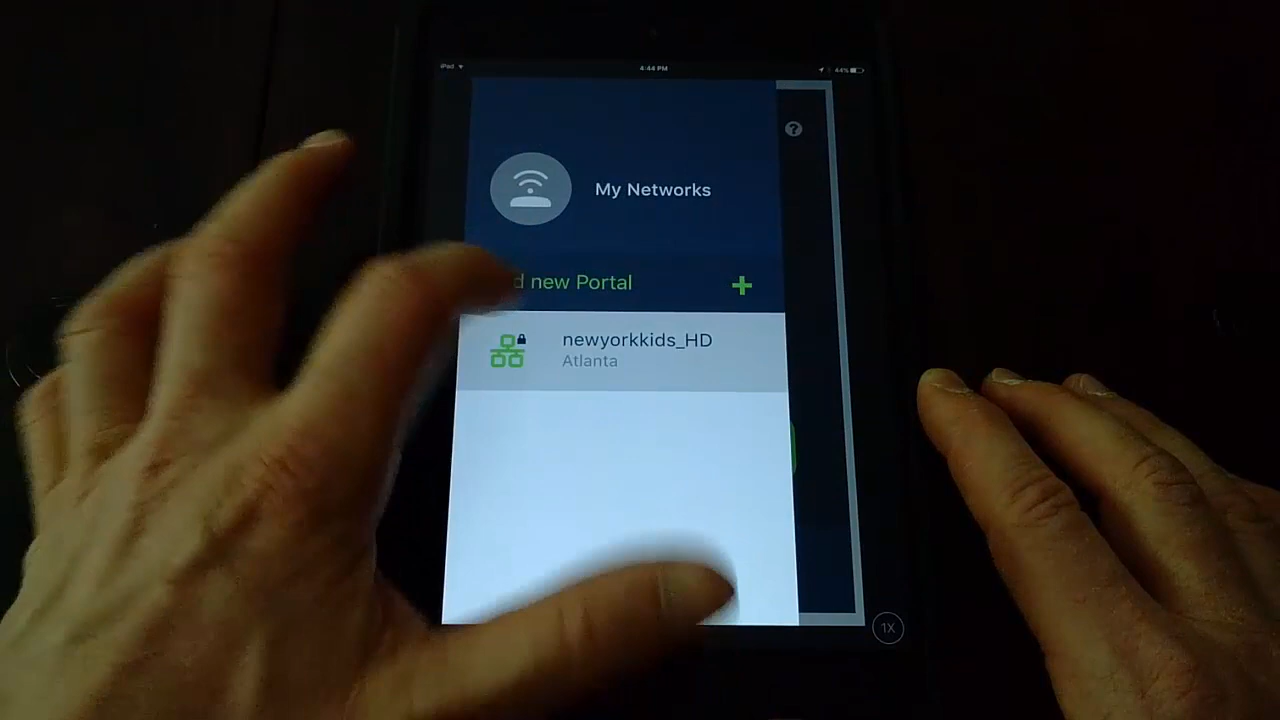 iPad
4:44 PM
44%
?
My Networks
d new Portal
+
newyorkkids_HD
Atlanta
1X